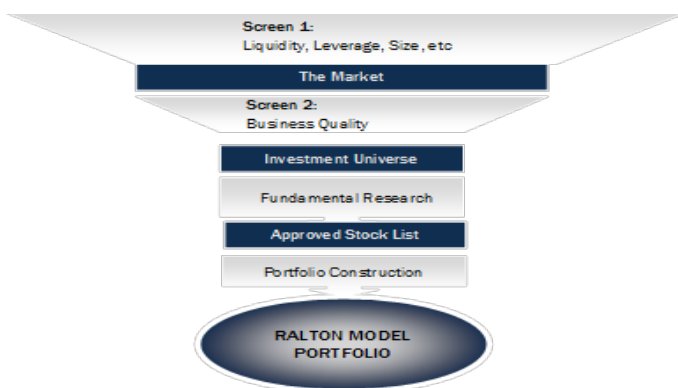 Screen 1:
Liquidity, Leverage, Size, etc
The Market
Screen 2:
Business Quality
Investment Universe
Fundamental Research
Approved Stock List
Portfolio Construction
RALTON MODEL
PORTFOLIO